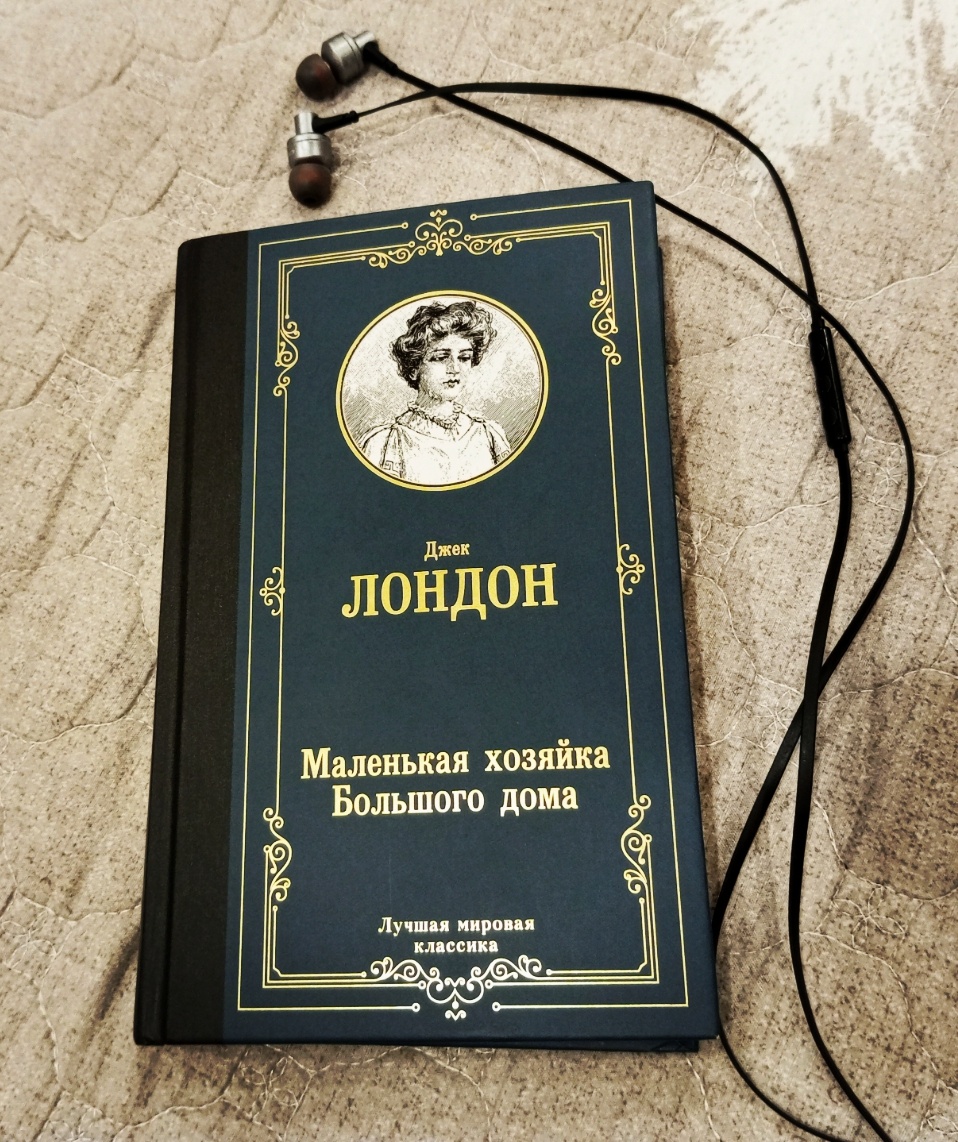 Джек
ЛОНДОН
Маленькая хозяйка
Большого дома
Лучшая мировая
классика